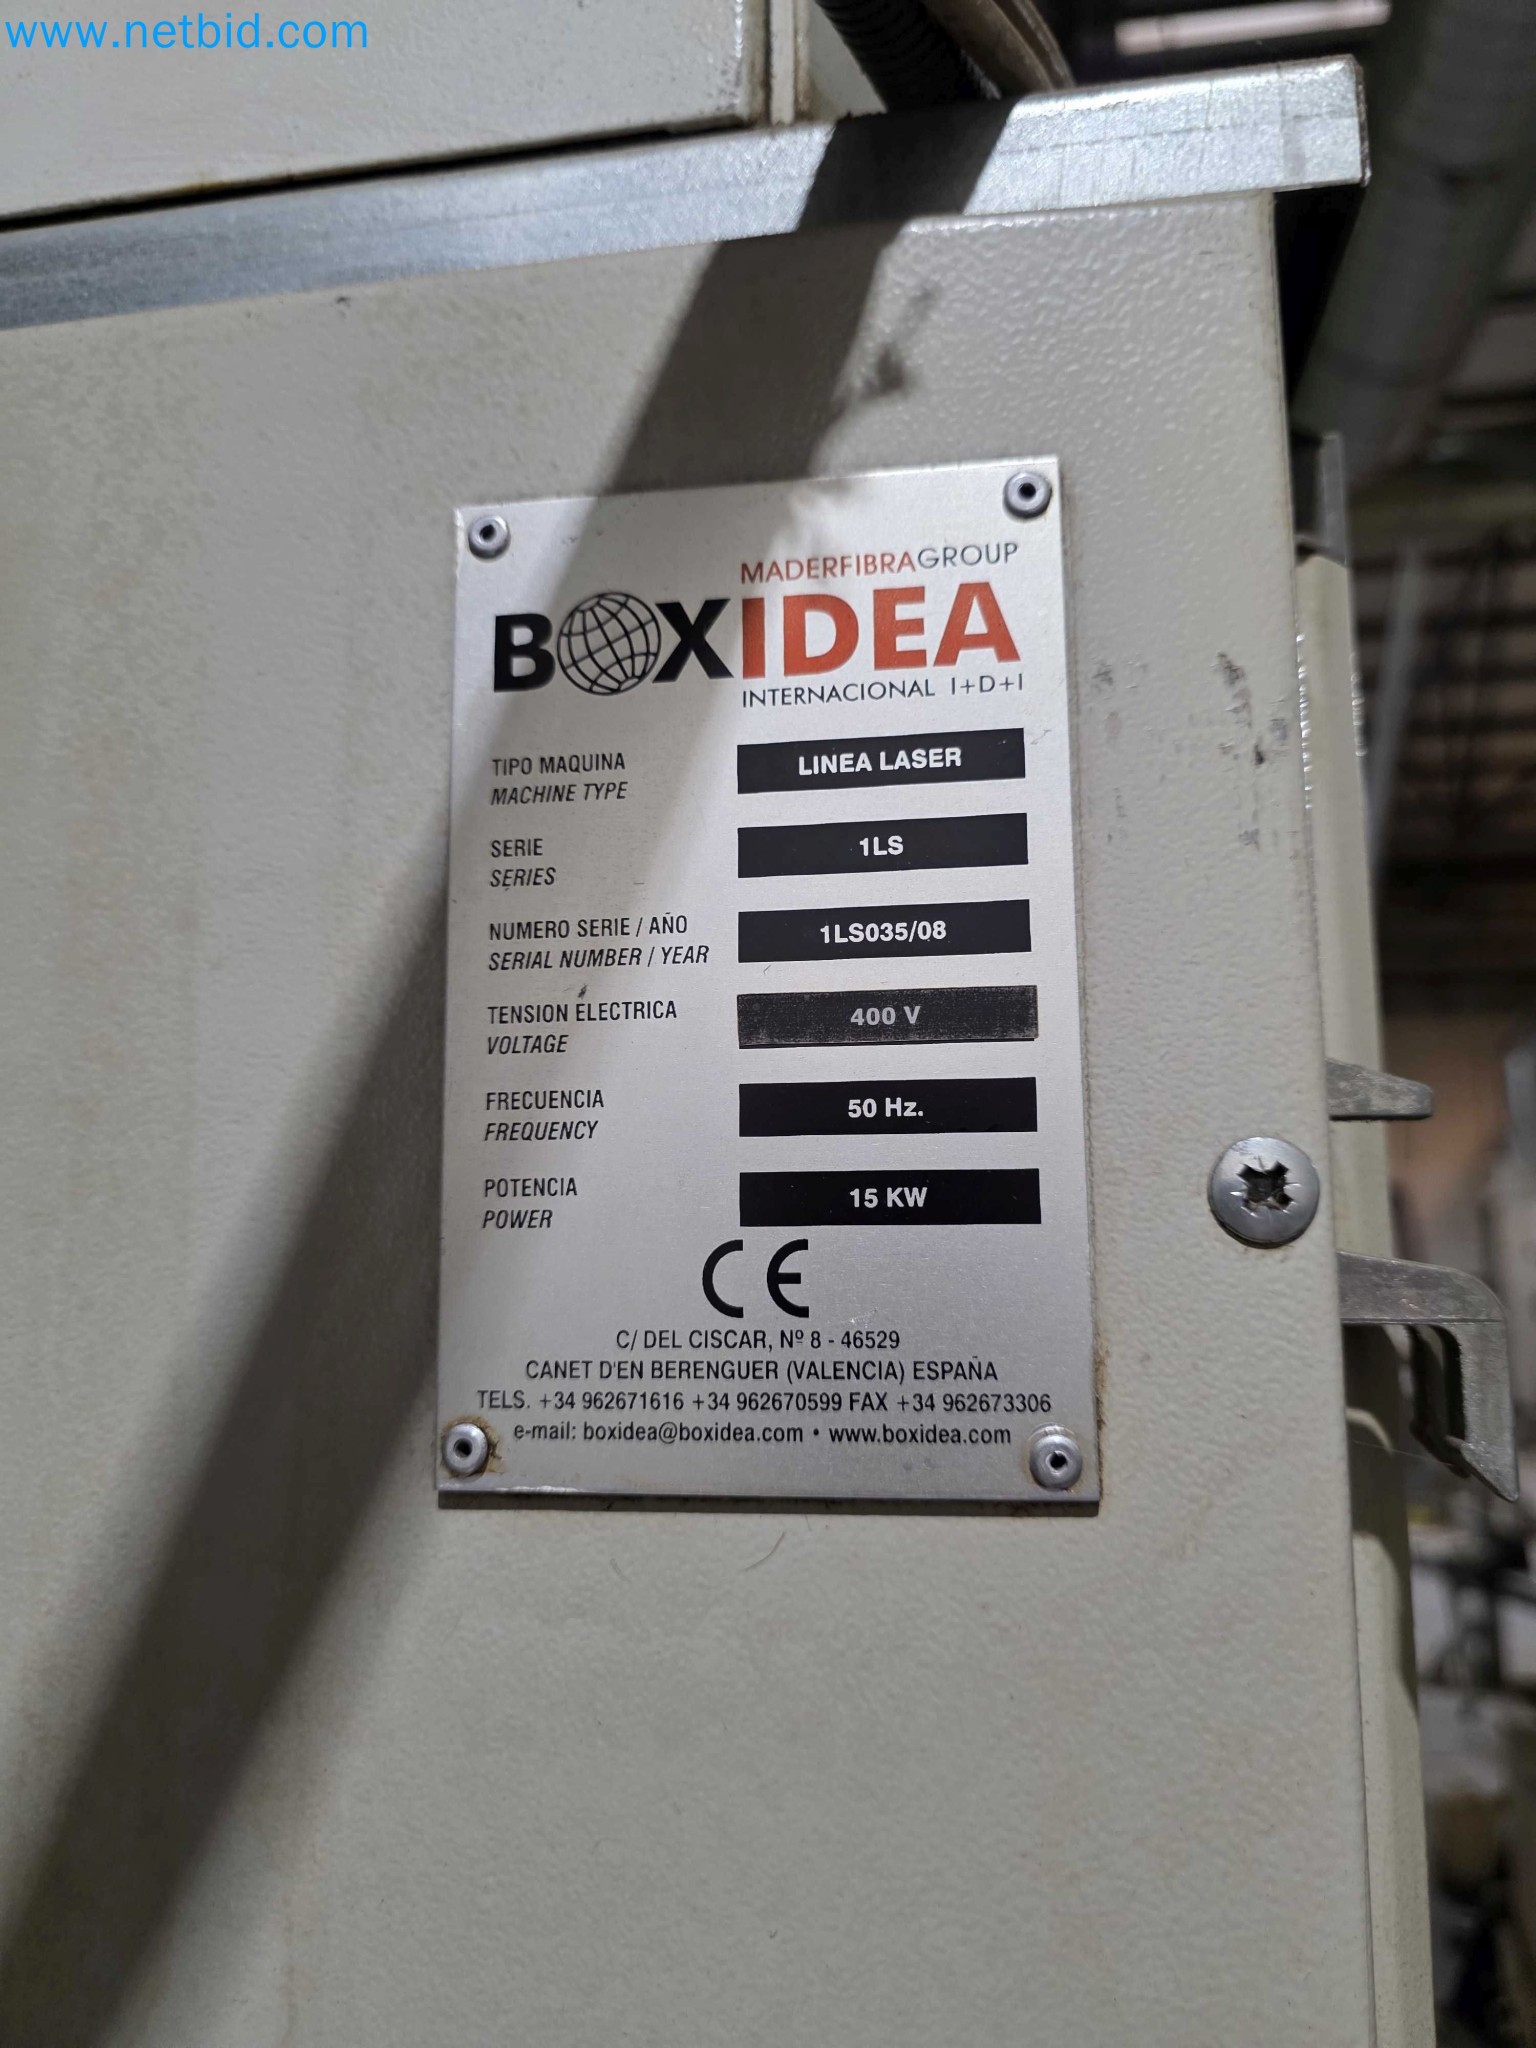 www.netbid.com
MADERFIBRAGROUP
BOXIDEA
INTERNACIONAL I+D+I
TIPO MAQUINA
MACHINE TYPE
LINEA LASER
SERIE
SERIES
1LS
NUMERO SERIE / AÑO
SERIAL NUMBER / YEAR
1LS035/08
TENSION ELECTRICA
VOLTAGE
400 V
FRECUENCIA
FREQUENCY
50 Hz.
POTENCIA
POWER
15 KW
CE
C/ DEL CISCAR, Nº 8 - 46529
CANET D'EN BERENGUER (VALENCIA) ESPAÑA
TELS. +34 962671616 +34 962670599 FAX +34 962673306
e-mail: boxidea@boxidea.com • www.boxidea.com